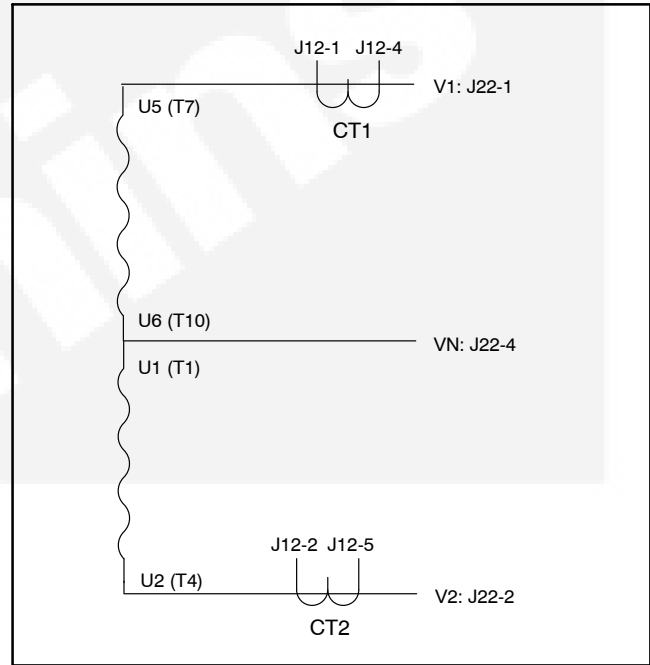 J12-1 J12-4
V1: J22-1
U5 (T7)
CT1
U6 (T10)
VN: J22-4
U1 (T1)
J12-2 J12-5
U2 (T4)
V2: J22-2
CT2